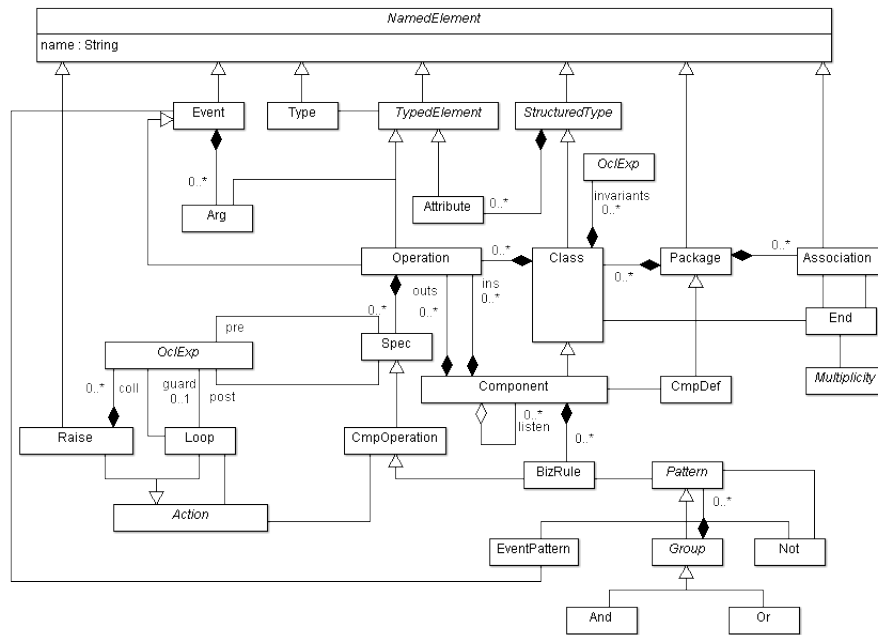 NamedElement
name : String
Event
Type
TypedElement
StructuredType
OclExp
0..*
Attribute
0..*
invariants
0..*
Arg
Operation
0..*
Class
Package
0..*
Association
outs
ins
0..*
0..*
0..*
0..*
End
pre
Spec
OclExp
Multiplicity
0..*
coll
guard
0..1
post
Component
CmpDef
0..*
listen
Raise
Loop
CmpOperation
0..*
BizRule
Pattern
0..*
Action
EventPattern
Group
Not
And
Or